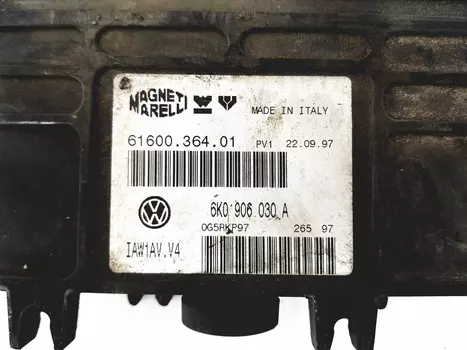 MAGNETI
MARELLI
MADE IN ITALY
61600.364.01 PV1 22.09.97
6K0 906 030 A
0G5RKP97 265 97
IAW1AV.V4